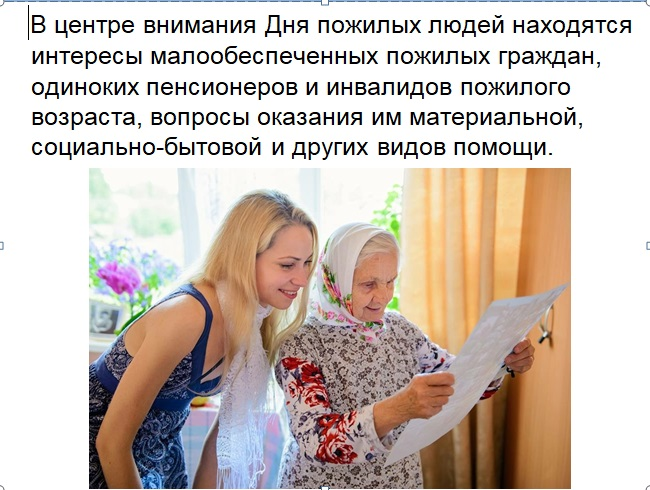 В центре внимания Дня пожилых людей находятся
интересы малообеспеченных пожилых граждан,
одиноких пенсионеров и инвалидов пожилого
возраста, вопросы оказания им материальной,
социально-бытовой и других видов помощи.